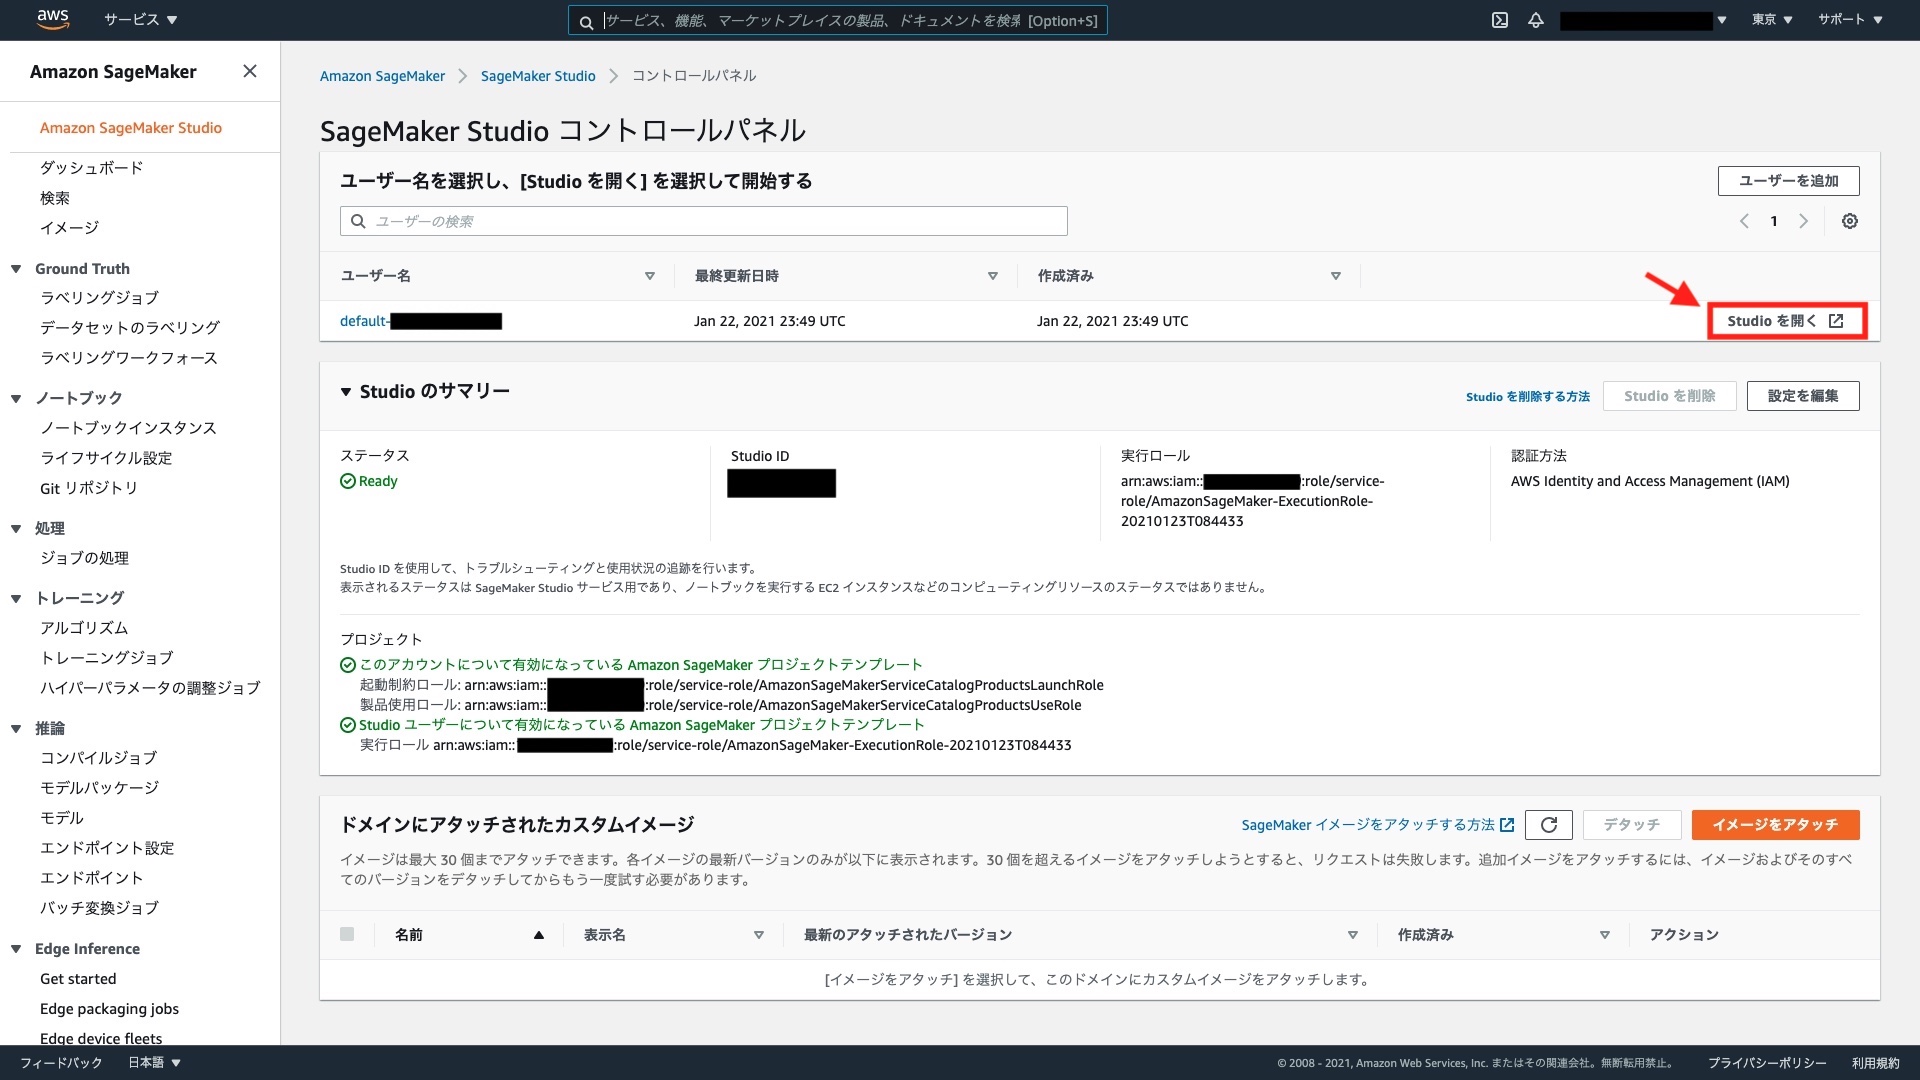 aws
サービス ▼
サービス、機能、マーケットプレイスの製品、ドキュメントを検索 [Option+S]
東京 ▼
サポート ▼
Amazon SageMaker
Amazon SageMaker Studio
ダッシュボード
検索
イメージ
▼ Ground Truth
ラベリングジョブ
データセットのラベリング
ラベリングワークフォース
▼ ノートブック
ノートブックインスタンス
ライフサイクル設定
Git リポジトリ
▼ 処理
ジョブの処理
▼ トレーニング
アルゴリズム
トレーニングジョブ
ハイパーパラメータの調整ジョブ
▼ 推論
コンパイルジョブ
モデルパッケージ
モデル
エンドポイント設定
エンドポイント
バッチ変換ジョブ
▼ Edge Inference
Get started
Edge packaging jobs
Edge device fleets
Amazon SageMaker > SageMaker Studio > コントロールパネル
SageMaker Studio コントロールパネル
ユーザー名を選択し、[Studio を開く] を選択して開始する
ユーザーを追加
ユーザーの検索
1
ユーザー名 最終更新日時 作成済み
default- Jan 22, 2021 23:49 UTC Jan 22, 2021 23:49 UTC Studio を開く
▼ Studio のサマリー
Studio を削除する方法 Studio を削除 設定を編集
ステータス
Ready
Studio ID
実行ロール
arn:aws:iam:: :role/service-
role/AmazonSageMaker-ExecutionRole-
20210123T084433
認証方法
AWS Identity and Access Management (IAM)
Studio ID を使用して、トラブルシューティングと使用状況の追跡を行います。
表示されるステータスは SageMaker Studio サービス用であり、ノートブックを実行する EC2 インスタンスなどのコンピューティングリソースのステータスではありません。
プロジェクト
このアカウントについて有効になっている Amazon SageMaker プロジェクトテンプレート
起動制約ロール: arn:aws:iam:: :role/service-role/AmazonSageMakerServiceCatalogProductsLaunchRole
製品使用ロール: arn:aws:iam:: :role/service-role/AmazonSageMakerServiceCatalogProductsUseRole
Studio ユーザーについて有効になっている Amazon SageMaker プロジェクトテンプレート
実行ロール arn:aws:iam:: :role/service-role/AmazonSageMaker-ExecutionRole-20210123T084433
ドメインにアタッチされたカスタムイメージ
SageMaker イメージをアタッチする方法 デタッチ イメージをアタッチ
イメージは最大 30 個までアタッチできます。各イメージの最新バージョンのみが以下に表示されます。30 個を超えるイメージをアタッチしようとすると、リクエストは失敗します。追加イメージをアタッチするには、イメージおよびそのすべ
てのバージョンをデタッチしてからもう一度試す必要があります。
名前 表示名 最新のアタッチされたバージョン 作成済み アクション
[イメージをアタッチ] を選択して、このドメインにカスタムイメージをアタッチします。
フィードバック 日本語 ▼
© 2008 - 2021, Amazon Web Services, Inc. またはその関連会社。無断転用禁止。 プライバシーポリシー 利用規約